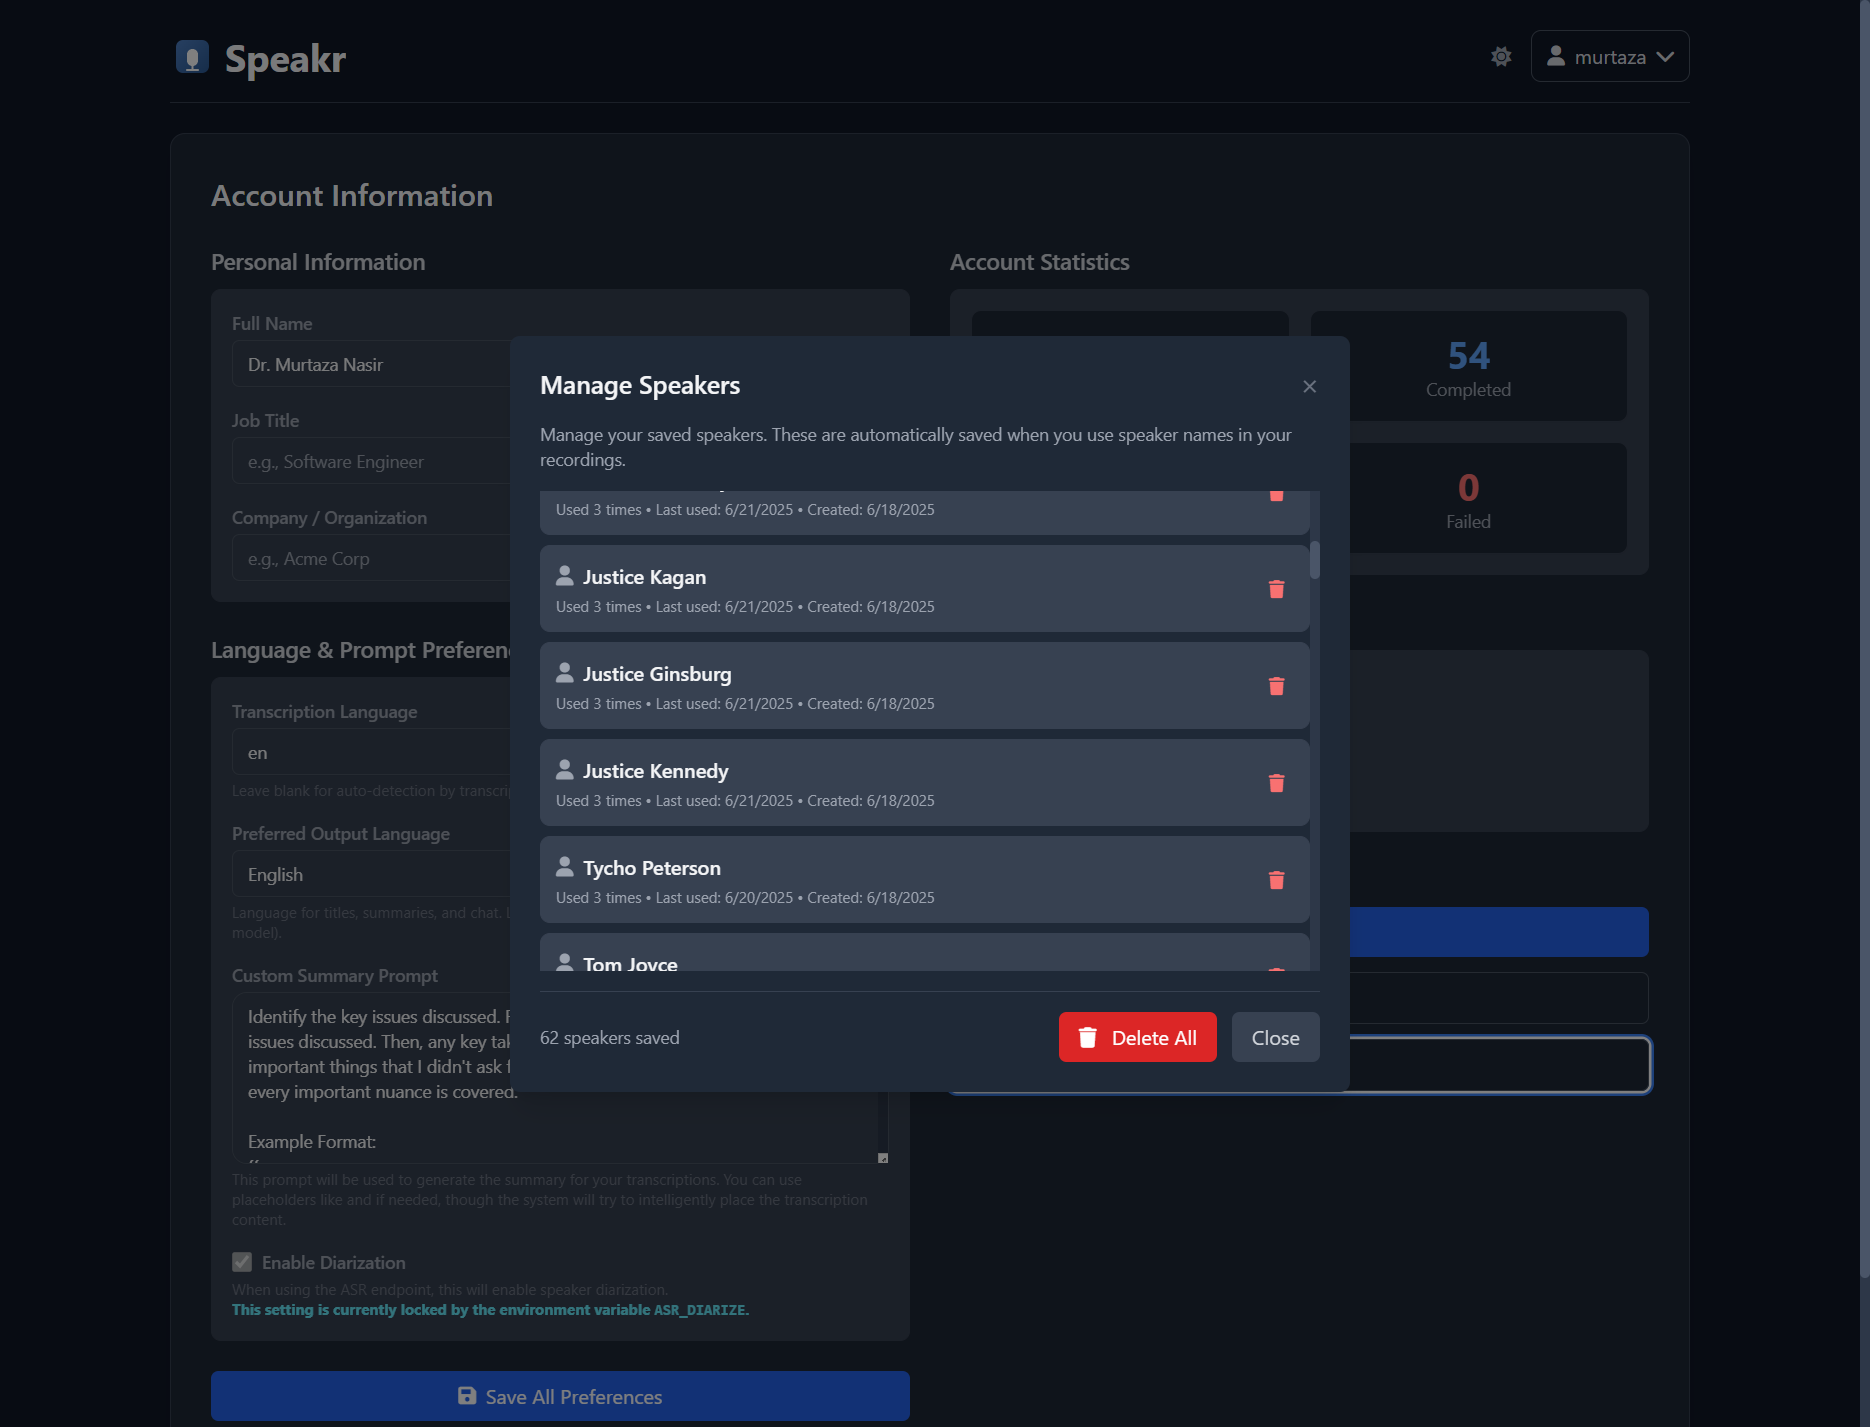 Speakr
murtaza
Account Information
Personal Information
Full Name
Dr. Murtaza Nasir
Job Title
e.g., Software Engineer
Company / Organization
e.g., Acme Corp
Language & Prompt Preferen
Transcription Language
en
Leave blank for auto-detection by transcrip
Preferred Output Language
English
Language for titles, summaries, and chat.
model).
Custom Summary Prompt
Identify the key issues discussed.
issues discussed. Then, any key tak
important things that I didn't ask
every important nuance is covered.
Example Format:
This prompt will be used to generate the summary for your transcriptions. You can use
placeholders like and if needed, though the system will try to intelligently place the transcription
content.
Enable Diarization
When using the ASR endpoint, this will enable speaker diarization.
This setting is currently locked by the environment variable ASR_DIARIZE.
Save All Preferences
Account Statistics
54
Completed
0
Failed
Manage Speakers
Manage your saved speakers. These are automatically saved when you use speaker names in your
recordings.
Used 3 times • Last used: 6/21/2025 • Created: 6/18/2025
Justice Kagan
Used 3 times • Last used: 6/21/2025 • Created: 6/18/2025
Justice Ginsburg
Used 3 times • Last used: 6/21/2025 • Created: 6/18/2025
Justice Kennedy
Used 3 times • Last used: 6/21/2025 • Created: 6/18/2025
Tycho Peterson
Used 3 times • Last used: 6/20/2025 • Created: 6/18/2025
Tom Joyce
62 speakers saved
Delete All
Close